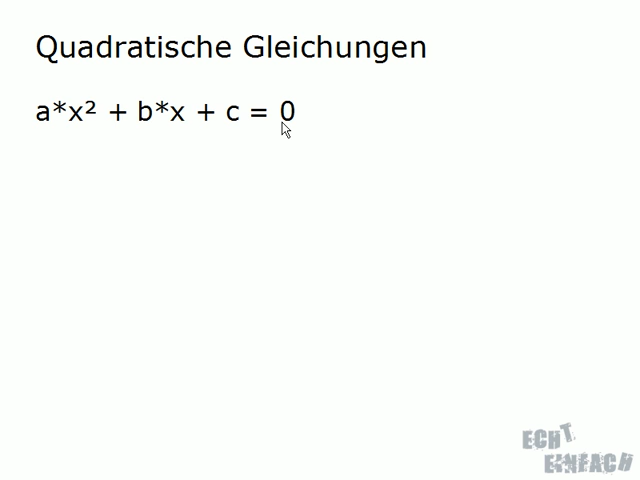 Quadratische Gleichungen
a*x² + b*x + c = 0
ECHT
EINFACH